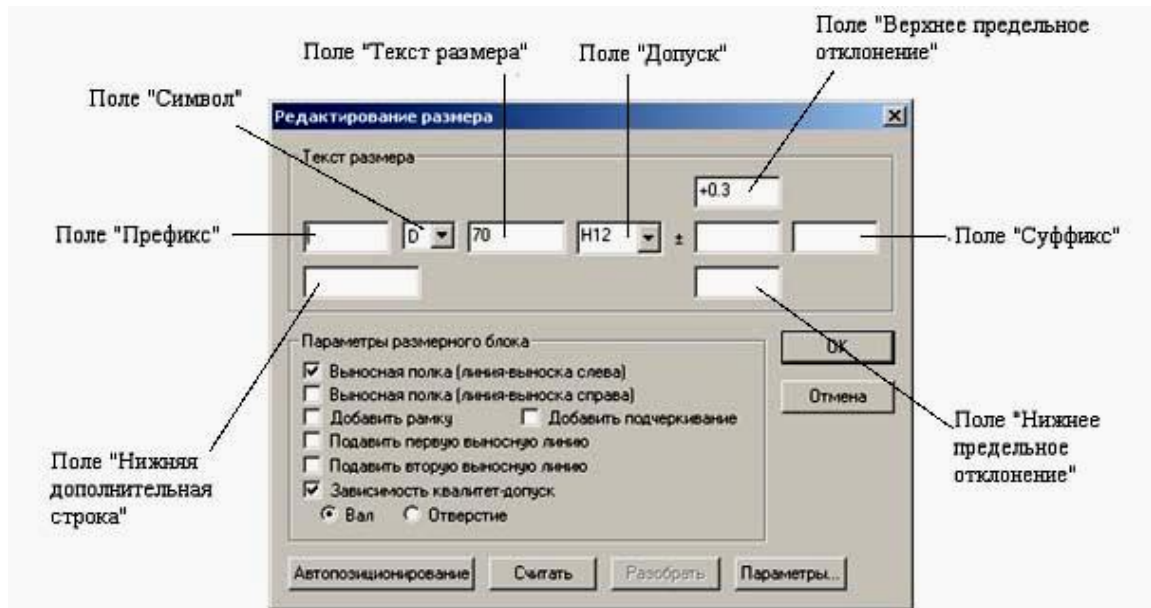 Поле "Верхнее предельное
отклонение"
Поле "Текст размера"
Поле "Допуск"
Поле "Символ"
Редактирование размера
Текст размера
+0.3
Поле "Префикс"
D
70
H12
±
Поле "Суффикс"
Параметры размерного блока
OK
Выносная полка (линия-выноска слева)
Выносная полка (линия-выноска справа)
Отмена
Добавить рамку
Добавить подчеркивание
Подавить первую выносную линию
Подавить вторую выносную линию
Поле "Нижнее
предельное
отклонение"
Поле "Нижняя
дополнительная
строка"
Зависимость квалитет-допуск
Вал
Отверстие
Автопозиционирование
Считать
Разобрать
Параметры...